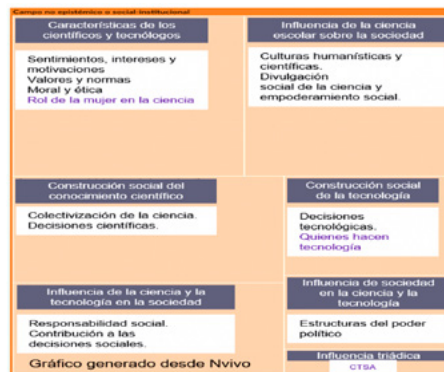 Campo no epistémico o social-institucional
Características de los
científicos y tecnólogos
Sentimientos, intereses y
motivaciones
Valores y normas
Moral y ética
Rol de la mujer en la ciencia
Influencia de la ciencia
escolar sobre la sociedad
Culturas humanísticas y
científicas.
Divulgación
social de la ciencia y
empoderamiento social.
Construcción social del
conocimiento científico
Colectivización de la ciencia.
Decisiones científicas.
Construcción social
de la tecnología
Decisiones
tecnológicas.
Quienes hacen
tecnología
Influencia de la ciencia y la
tecnología en la sociedad
Responsabilidad social.
Contribución a las
decisiones sociales.
Gráfico generado desde Nvivo
Influencia de sociedad
en la ciencia y la
tecnología
Estructuras del poder
político
Influencia triádica
CTSA